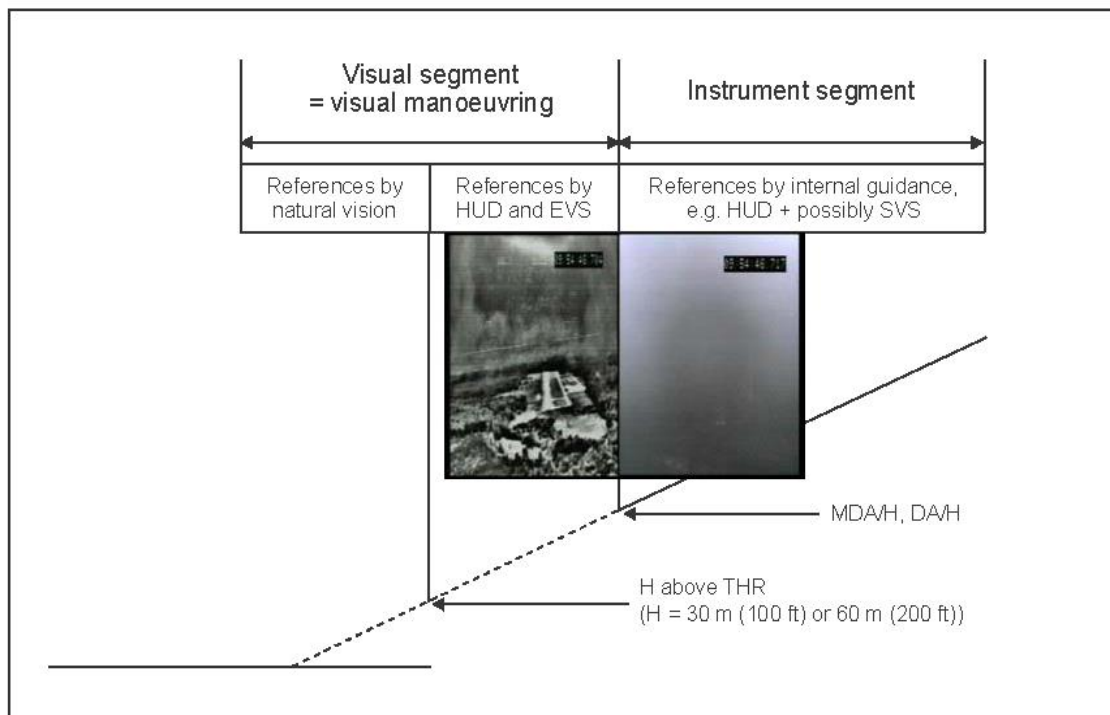 Visual segment
= visual manoeuvring
Instrument segment
References by
natural vision
References by
HUD and EVS
References by internal guidance,
e.g. HUD + possibly SVS
MDA/H, DA/H
H above THR
(H = 30 m (100 ft) or 60 m (200 ft))